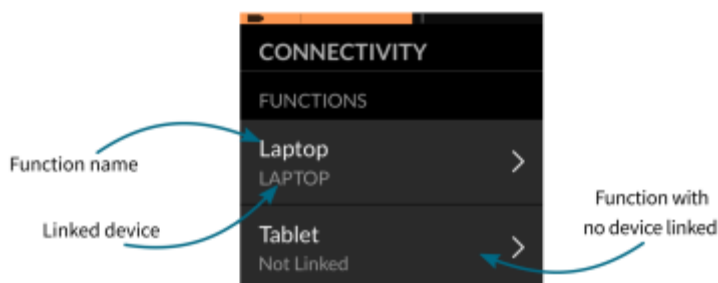 CONNECTIVITY
FUNCTIONS
Laptop
LAPTOP
Tablet
Not Linked
Function name
Linked device
Function with
no device linked